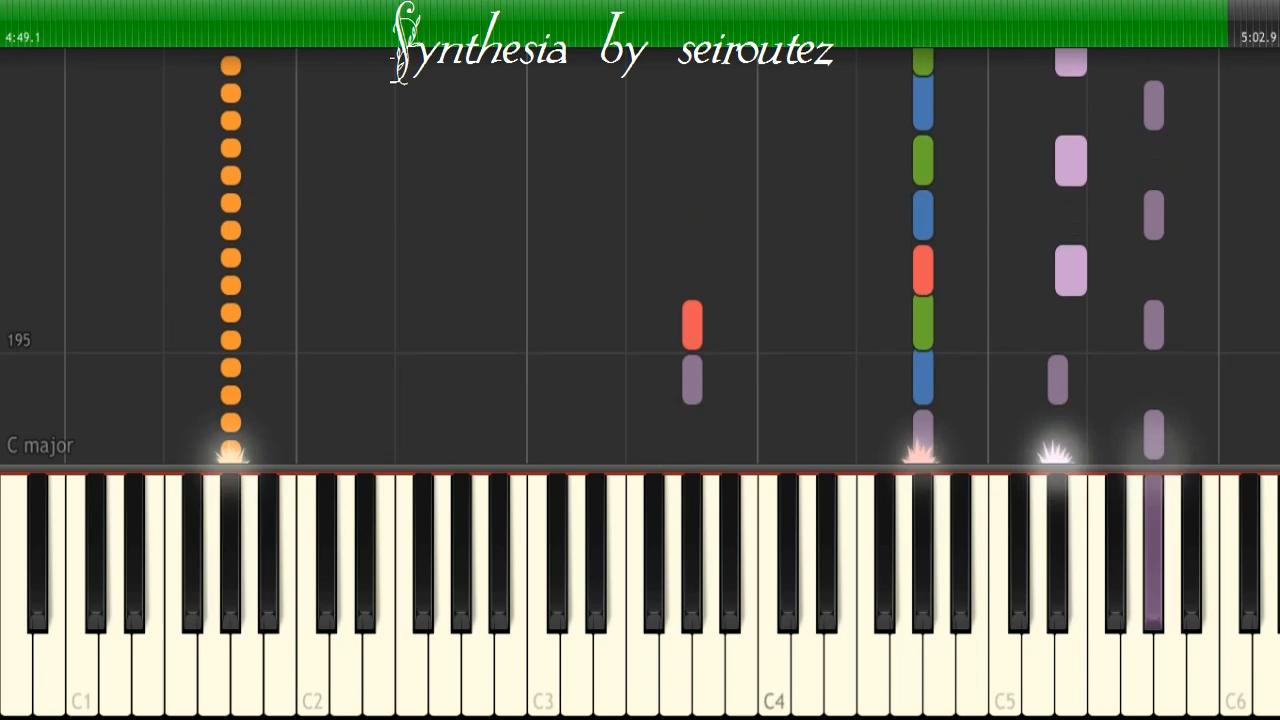 Synthesia by seiroutez
4:49.1
5:02.9
195
C major
C1
C2
C3
C4
C5
C6